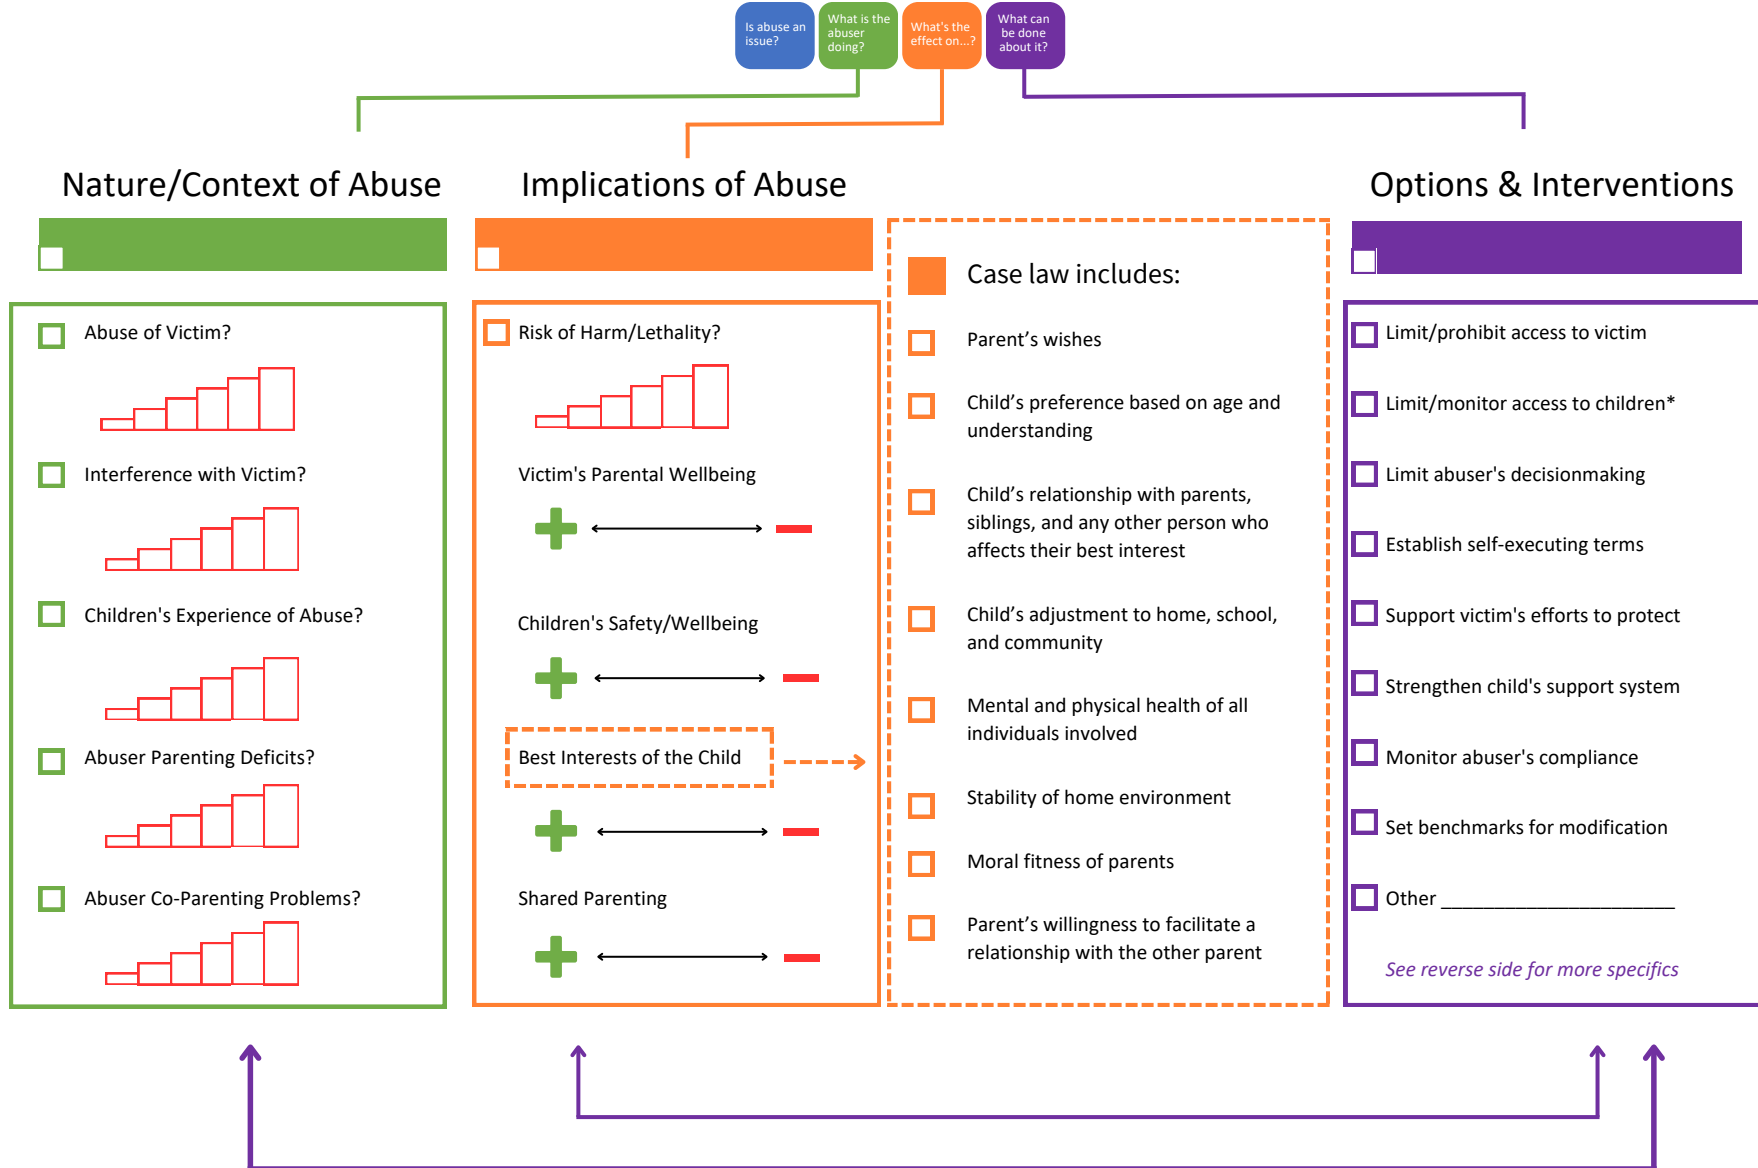 Is abuse an
issue?
What is the
abuser
doing?
What's the
effect on...?
What can
be done
about it?
Nature/Context of Abuse
Abuse of Victim?
Interference with Victim?
Children's Experience of Abuse?
Abuser Parenting Deficits?
Abuser Co-Parenting Problems?
Implications of Abuse
Risk of Harm/Lethality?
Victim's Parental Wellbeing
Children's Safety/Wellbeing
Best Interests of the Child
Shared Parenting
Case law includes:
Parent’s wishes
Child’s preference based on age and
understanding
Child’s relationship with parents,
siblings, and any other person who
affects their best interest
Child’s adjustment to home, school,
and community
Mental and physical health of all
individuals involved
Stability of home environment
Moral fitness of parents
Parent’s willingness to facilitate a
relationship with the other parent
Options & Interventions
Limit/prohibit access to victim
Limit/monitor access to children*
Limit abuser's decisionmaking
Establish self-executing terms
Support victim's efforts to protect
Strengthen child's support system
Monitor abuser's compliance
Set benchmarks for modification
Other ______________________
See reverse side for more specifics